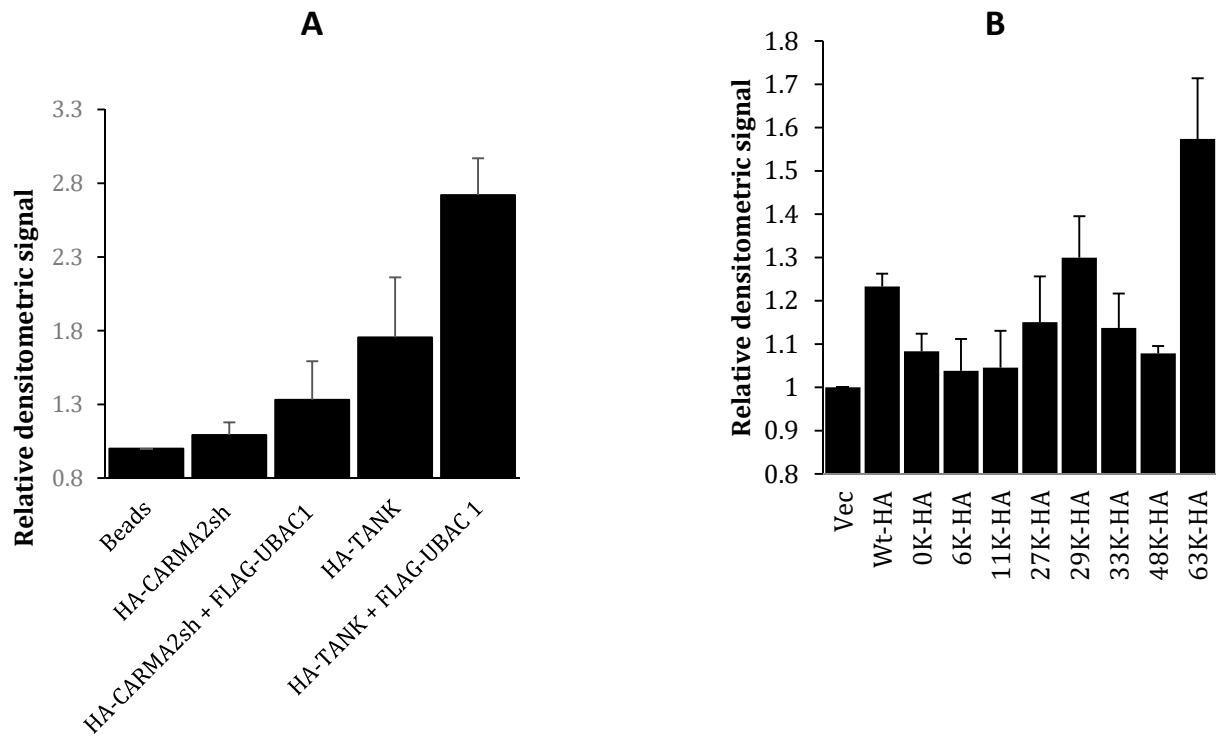 A
Relative densitometric signal
3.3
2.8
2.3
1.8
1.3
0.8
Beads
HA-CARMA2sh
HA-CARMA2sh + FLAG-UBAC1
HA-TANK
HA-TANK + FLAG-UBAC 1
B
Relative densitometric signal
1.8
1.7
1.6
1.5
1.4
1.3
1.2
1.1
1
0.9
0.8
Vec
Wt-HA
0K-HA
6K-HA
11K-HA
27K-HA
29K-HA
33K-HA
48K-HA
63K-HA